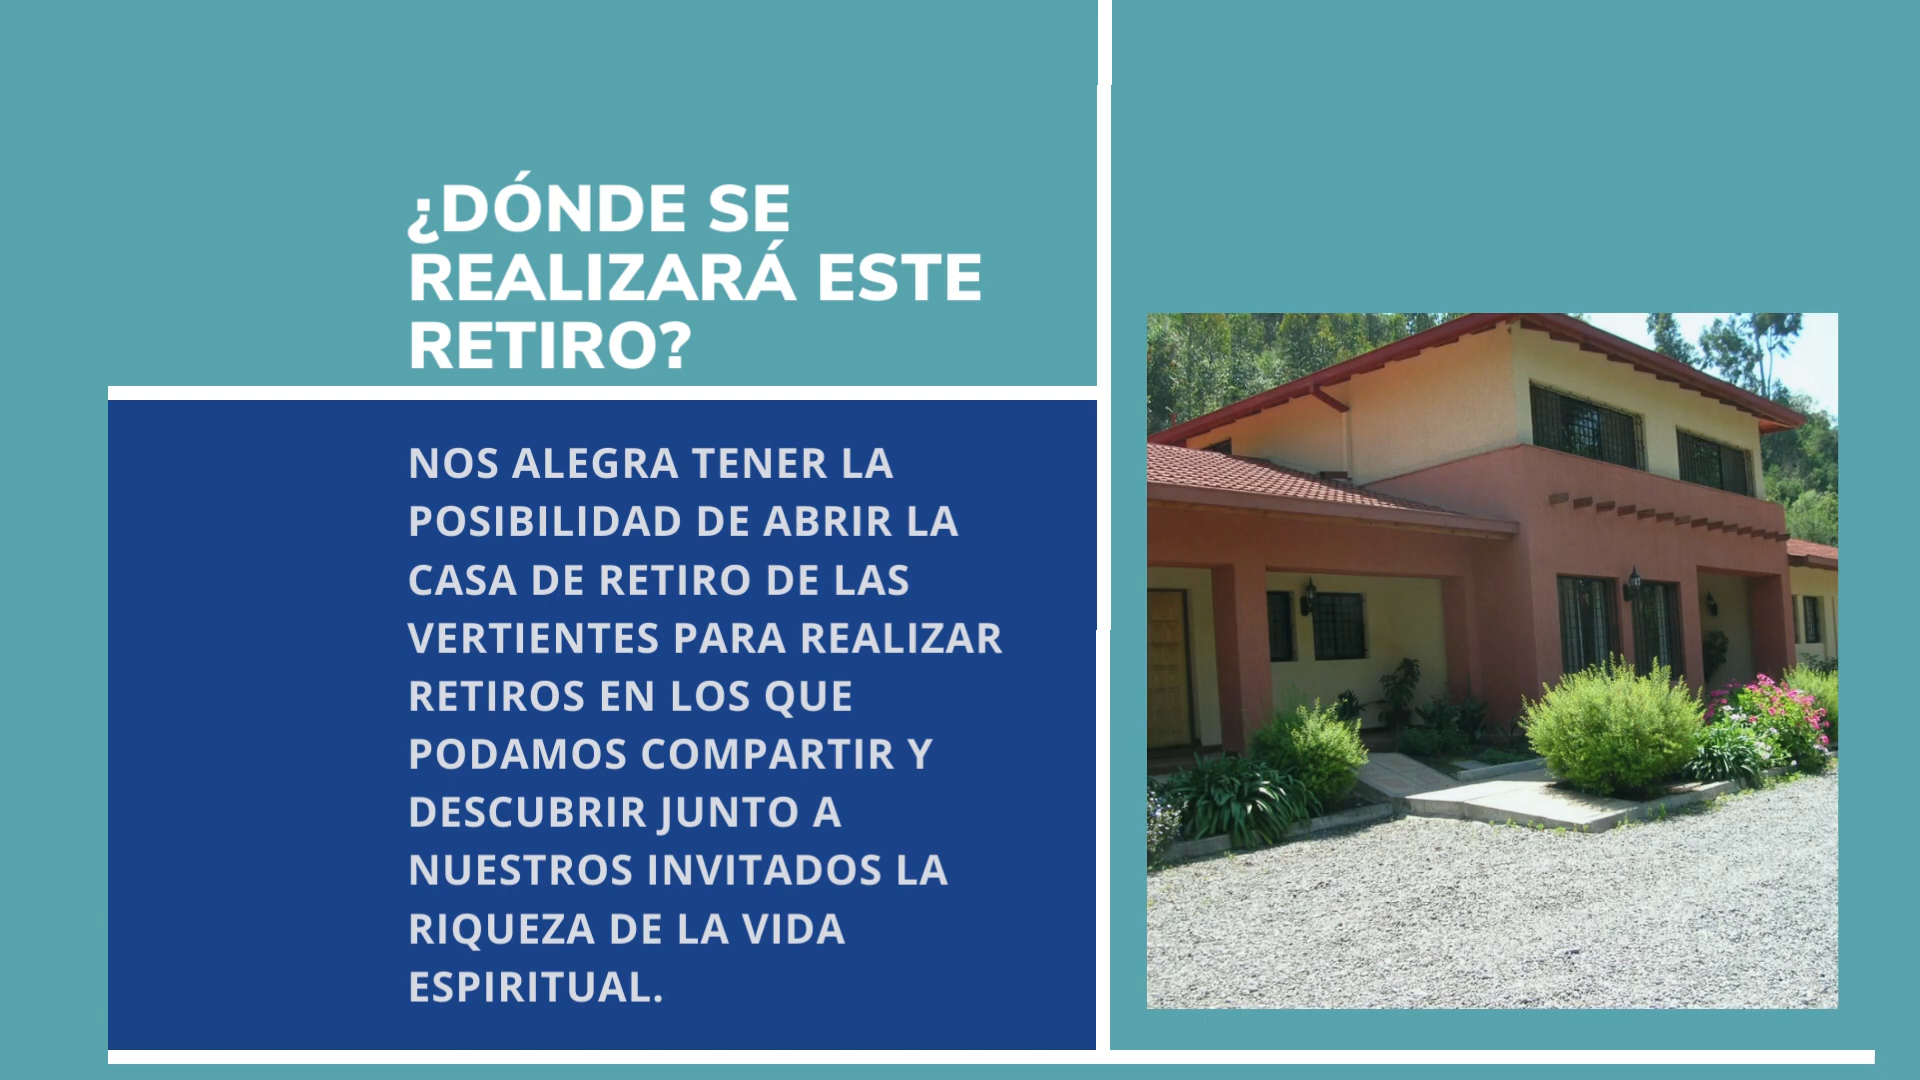 ¿DÓNDE SE
REALIZARÁ ESTE
RETIRO?
NOS ALEGRA TENER LA
POSIBILIDAD DE ABRIR LA
CASA DE RETIRO DE LAS
VERTIENTES PARA REALIZAR
RETIROS EN LOS QUE
PODAMOS COMPARTIR Y
DESCUBRIR JUNTO A
NUESTROS INVITADOS LA
RIQUEZA DE LA VIDA
ESPIRITUAL.